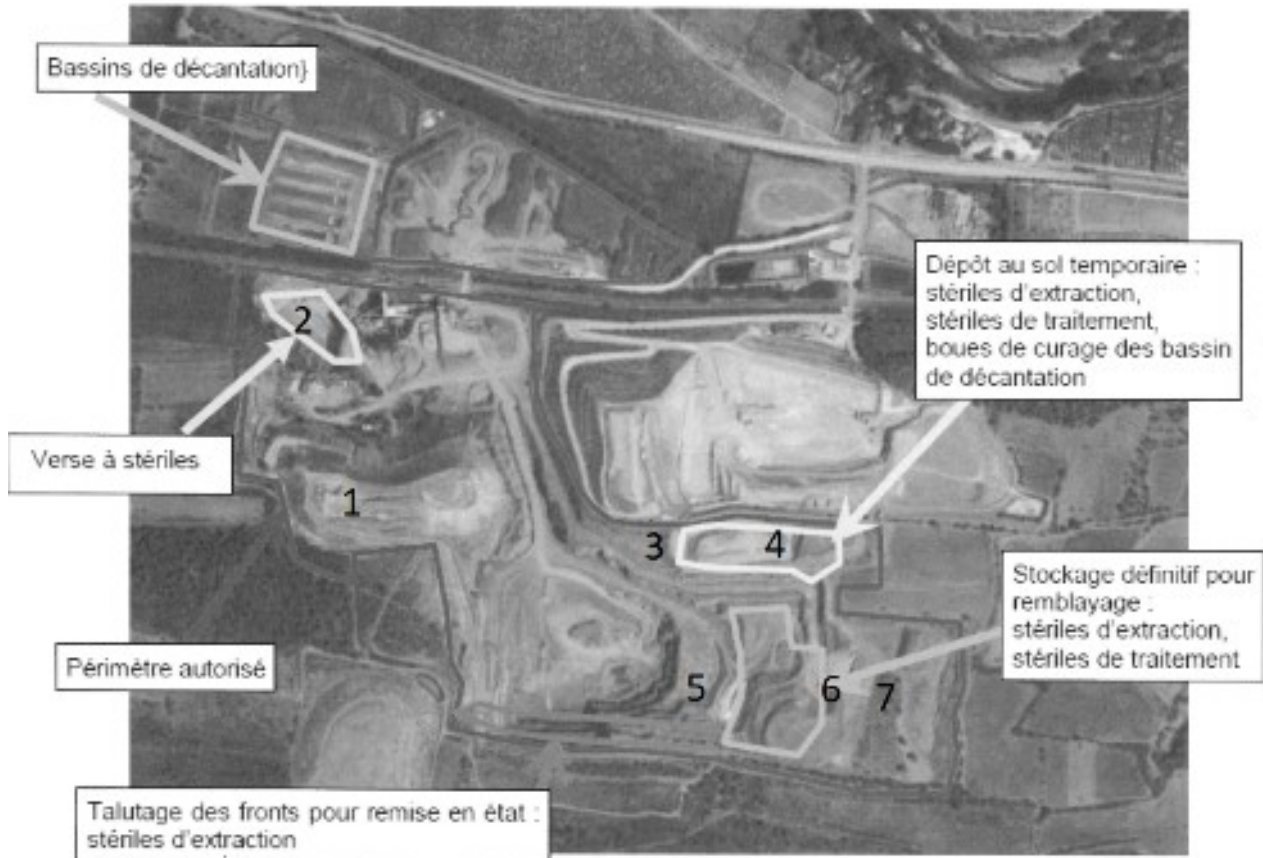 Bassins de décantation}
2
Dépôt au sol temporaire :
stériles d'extraction,
stériles de traitement,
boues de curage des bassin
de décantation
Verse à stériles
1
3
4
Stockage définitif pour
remblayage :
stériles d'extraction,
stériles de traitement
Périmètre autorisé
5
6
7
Talutage des fronts pour remise en état :
stériles d'extraction